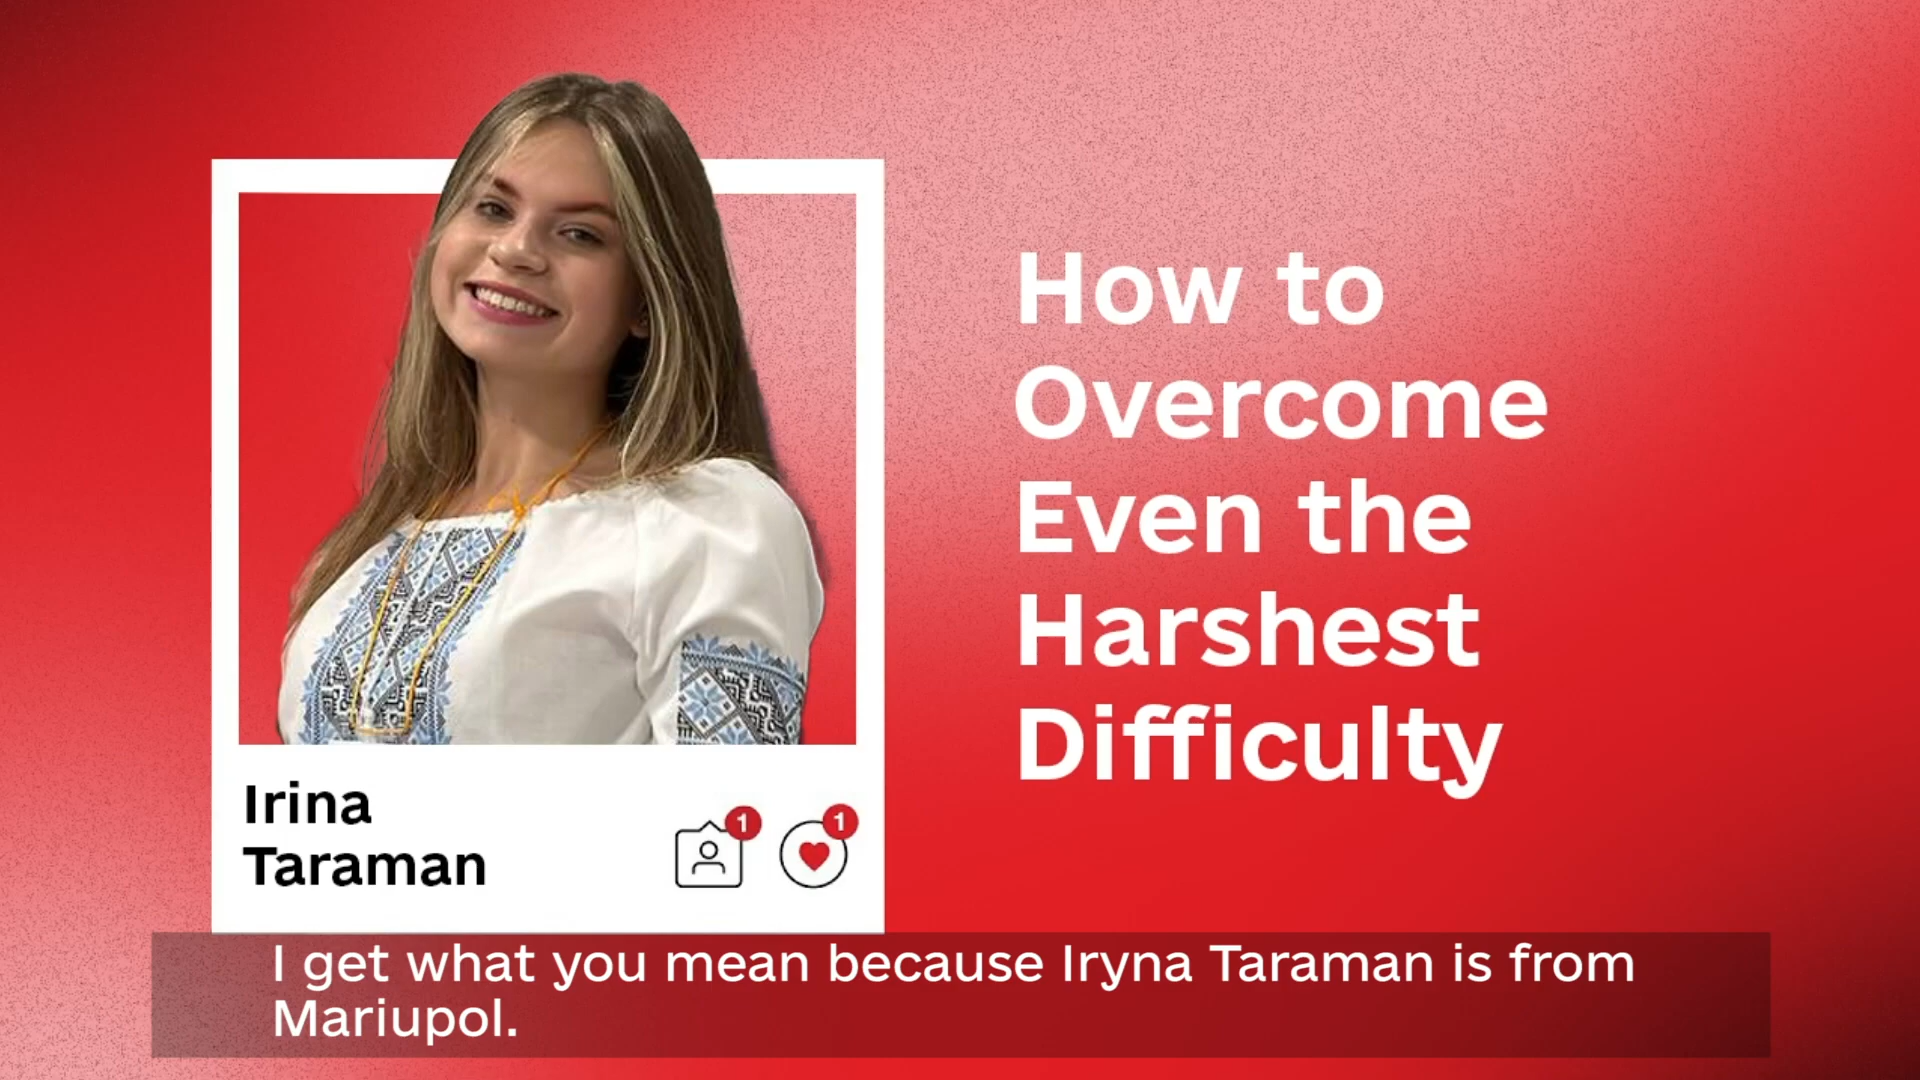 How to
Overcome
Even the
Harshest
Difficulty
Irina
Taraman
1
1
I get what you mean because Iryna Taraman is from
Mariupol.